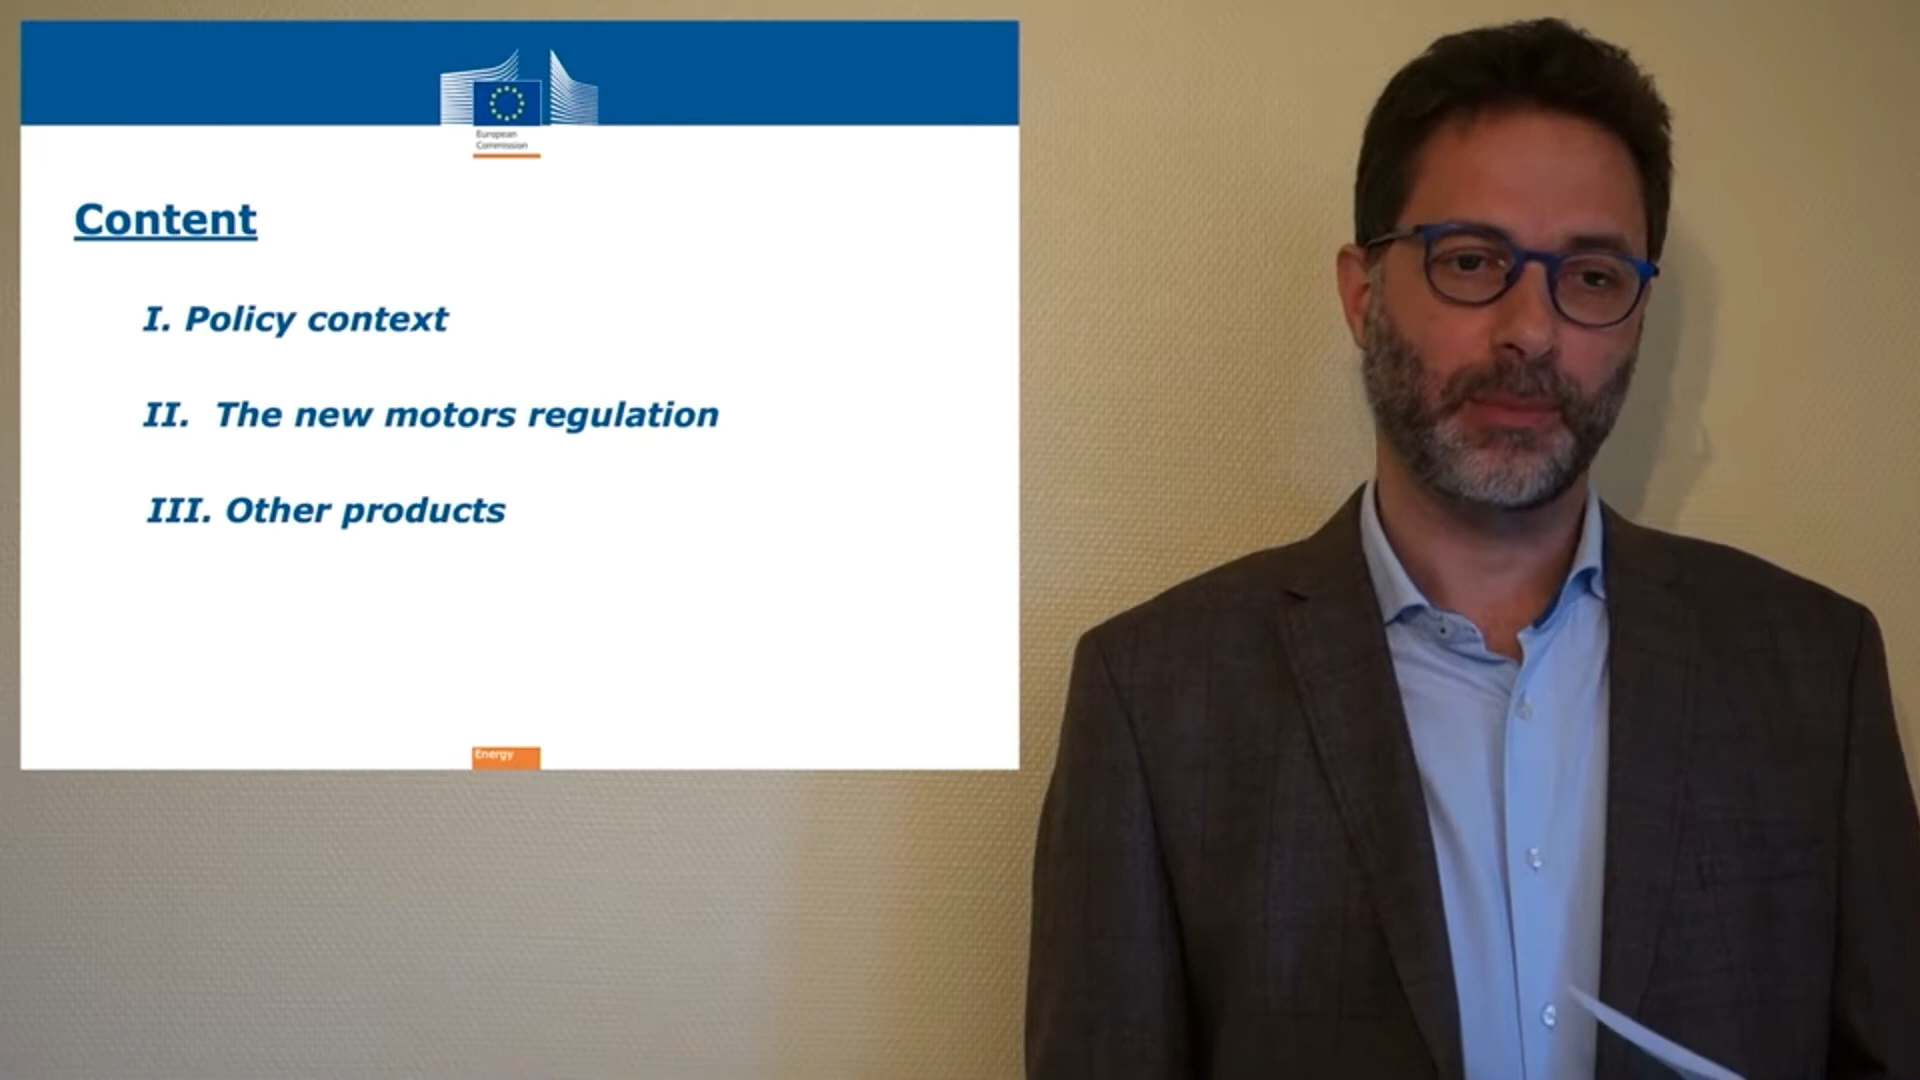 European
Commission
Content
I. Policy context
II. The new motors regulation
III. Other products
Energy